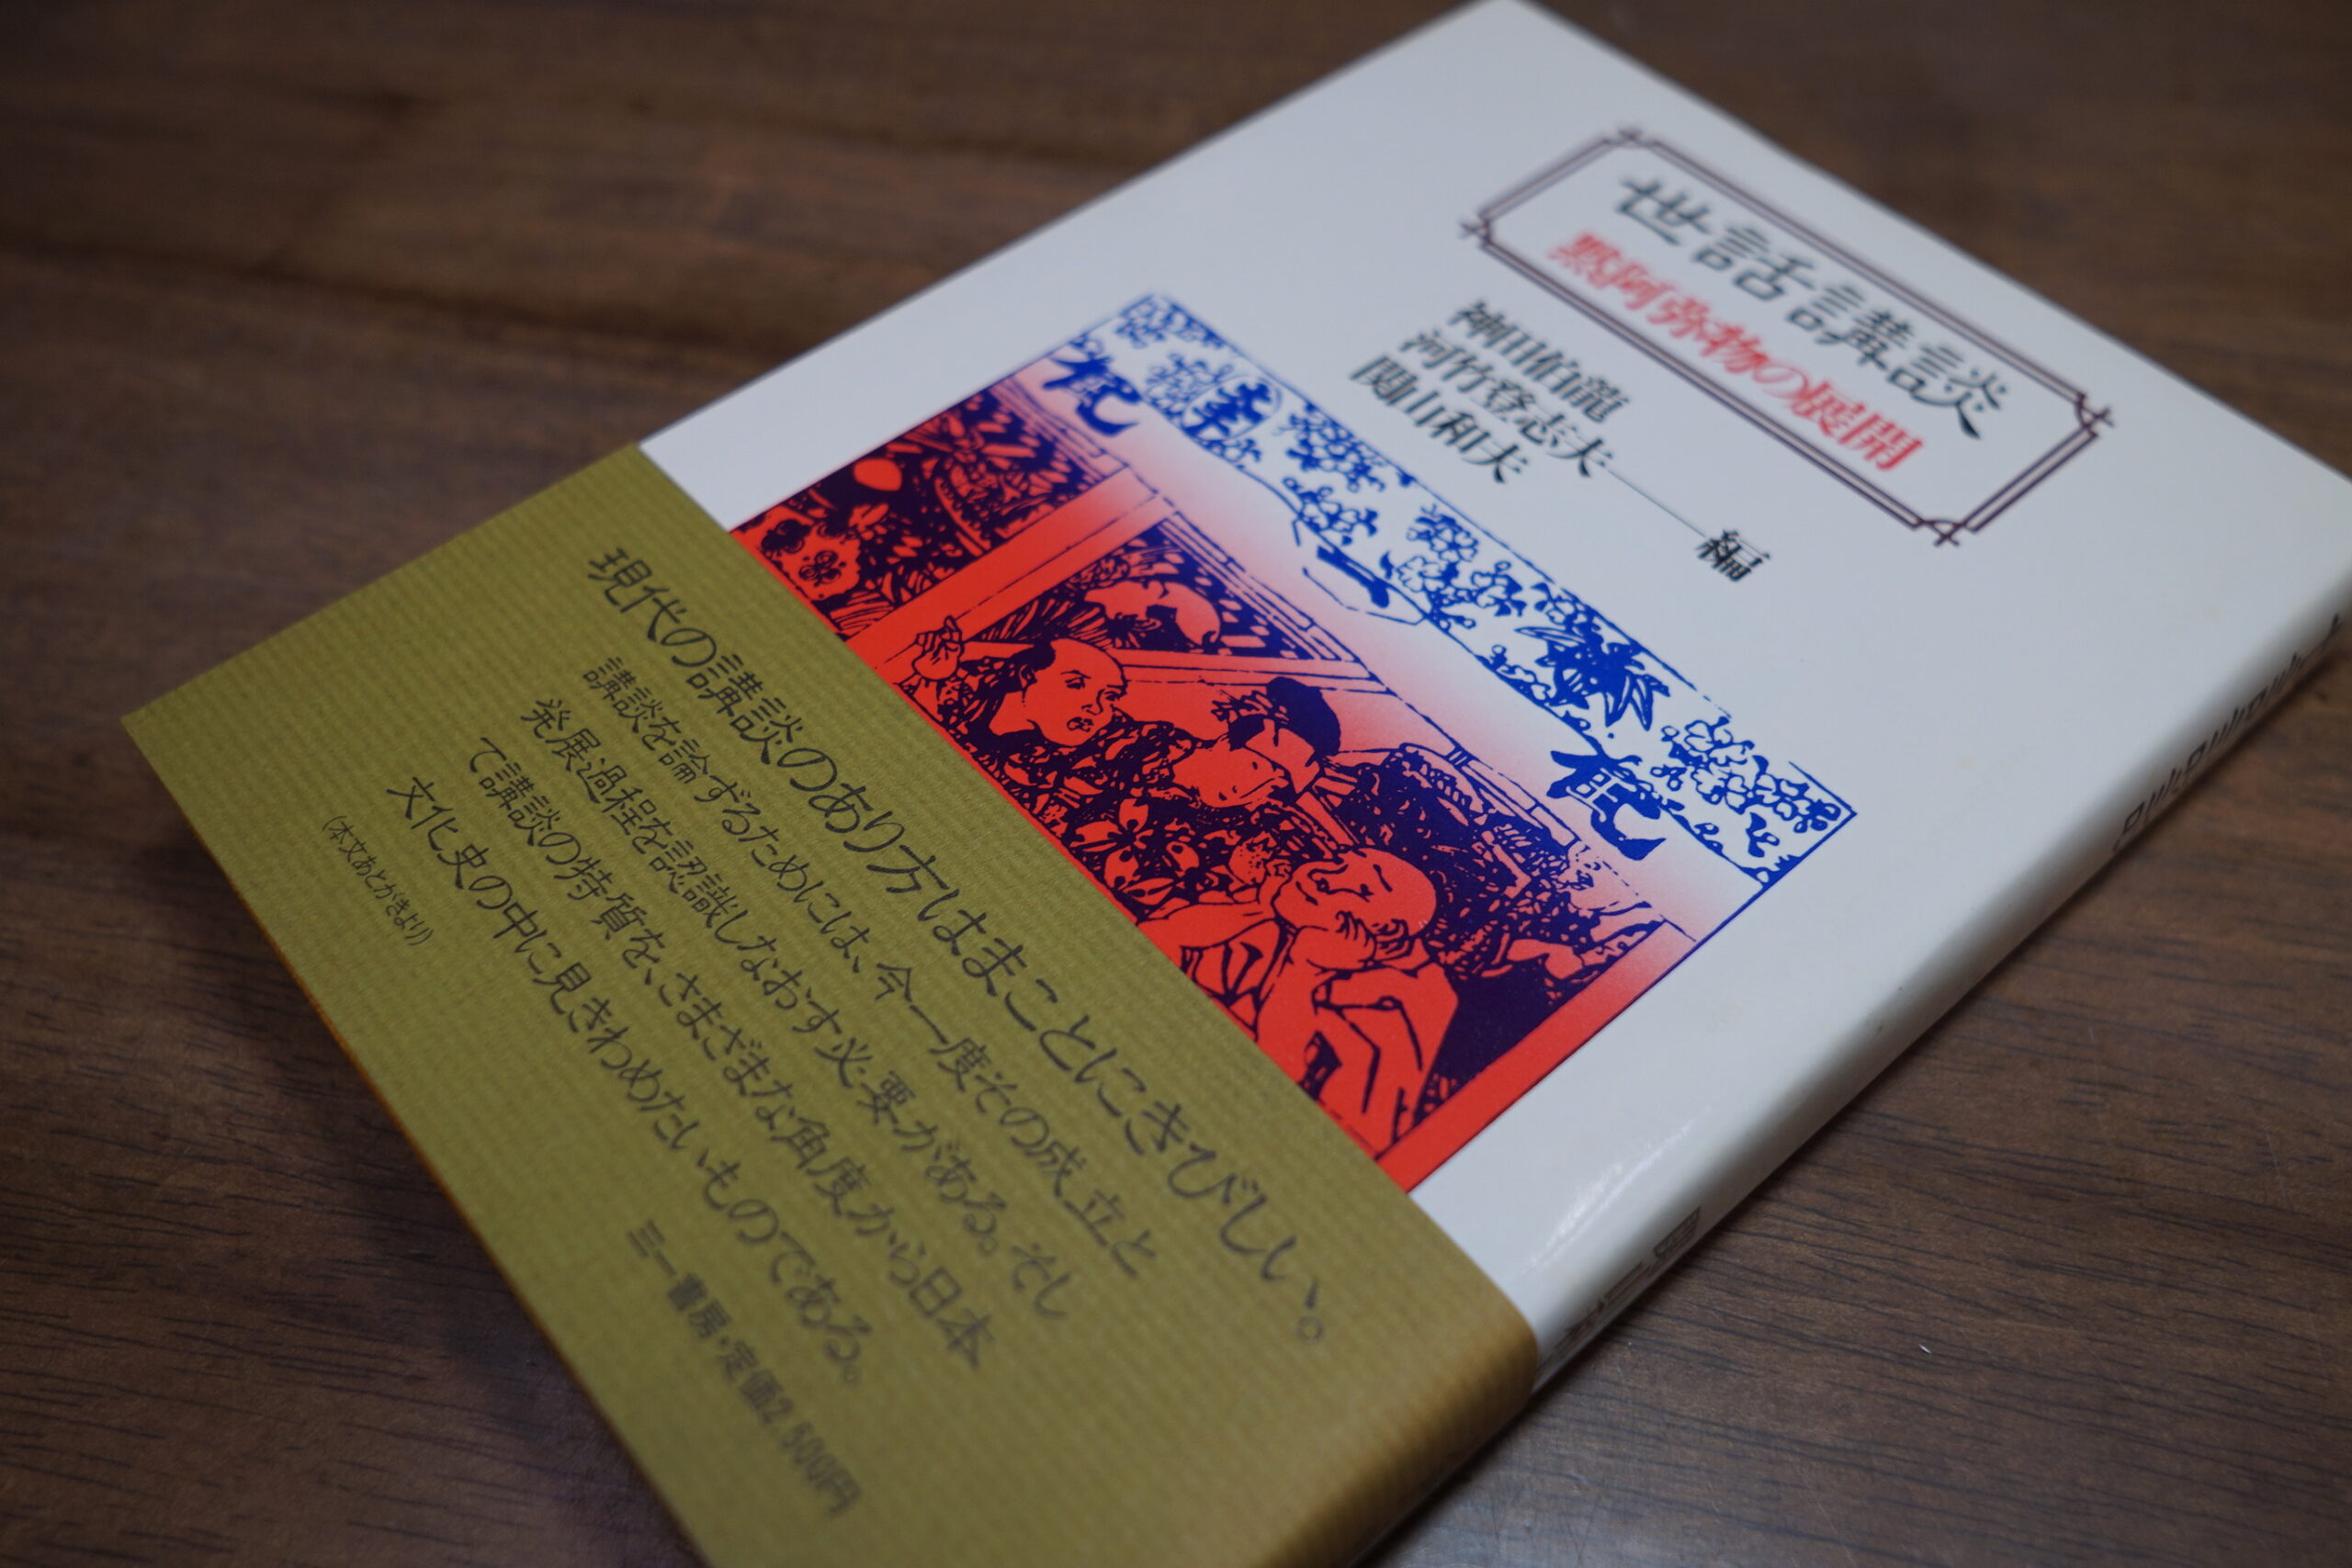 世話講談
黙阿弥物の展開
神田伯龍
河竹登志夫——編
関山和夫
現代の講談のあり方はまことにきびしい。
講談を論ずるためには、今一度その成立と
発展過程を認識しなおす必要がある。そし
て講談の特質を、さまざまな角度から日本
文化史の中に見きわめたいものである。
(本文あとがきより)
三一書房・定価2,500円